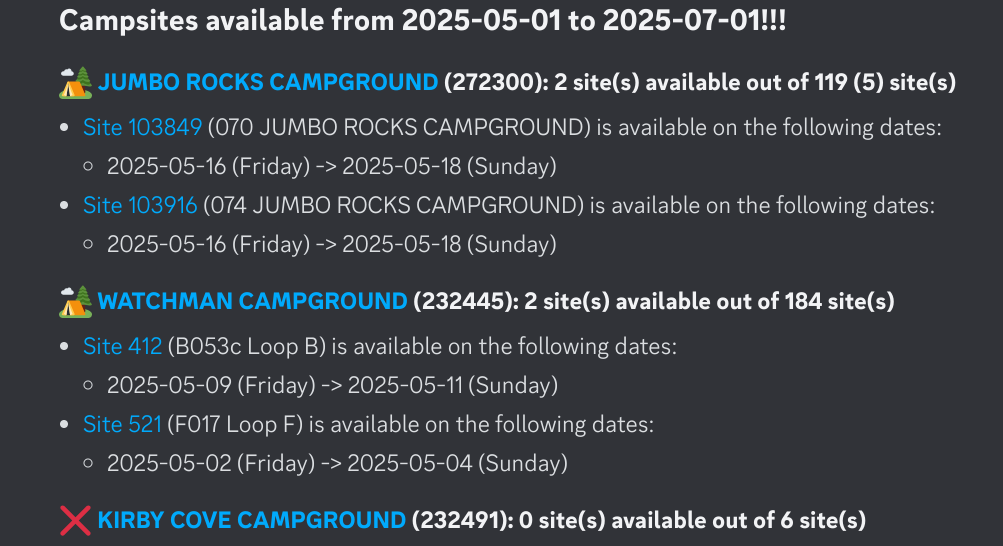 Campsites available from 2025-05-01 to 2025-07-01!!!
🏕️ JUMBO ROCKS CAMPGROUND (272300): 2 site(s) available out of 119 (5) site(s)
• Site 103849 (070 JUMBO ROCKS CAMPGROUND) is available on the following dates:
○ 2025-05-16 (Friday) -> 2025-05-18 (Sunday)
• Site 103916 (074 JUMBO ROCKS CAMPGROUND) is available on the following dates:
○ 2025-05-16 (Friday) -> 2025-05-18 (Sunday)
🏕️ WATCHMAN CAMPGROUND (232445): 2 site(s) available out of 184 site(s)
• Site 412 (B053c Loop B) is available on the following dates:
○ 2025-05-09 (Friday) -> 2025-05-11 (Sunday)
• Site 521 (F017 Loop F) is available on the following dates:
○ 2025-05-02 (Friday) -> 2025-05-04 (Sunday)
❌ KIRBY COVE CAMPGROUND (232491): 0 site(s) available out of 6 site(s)